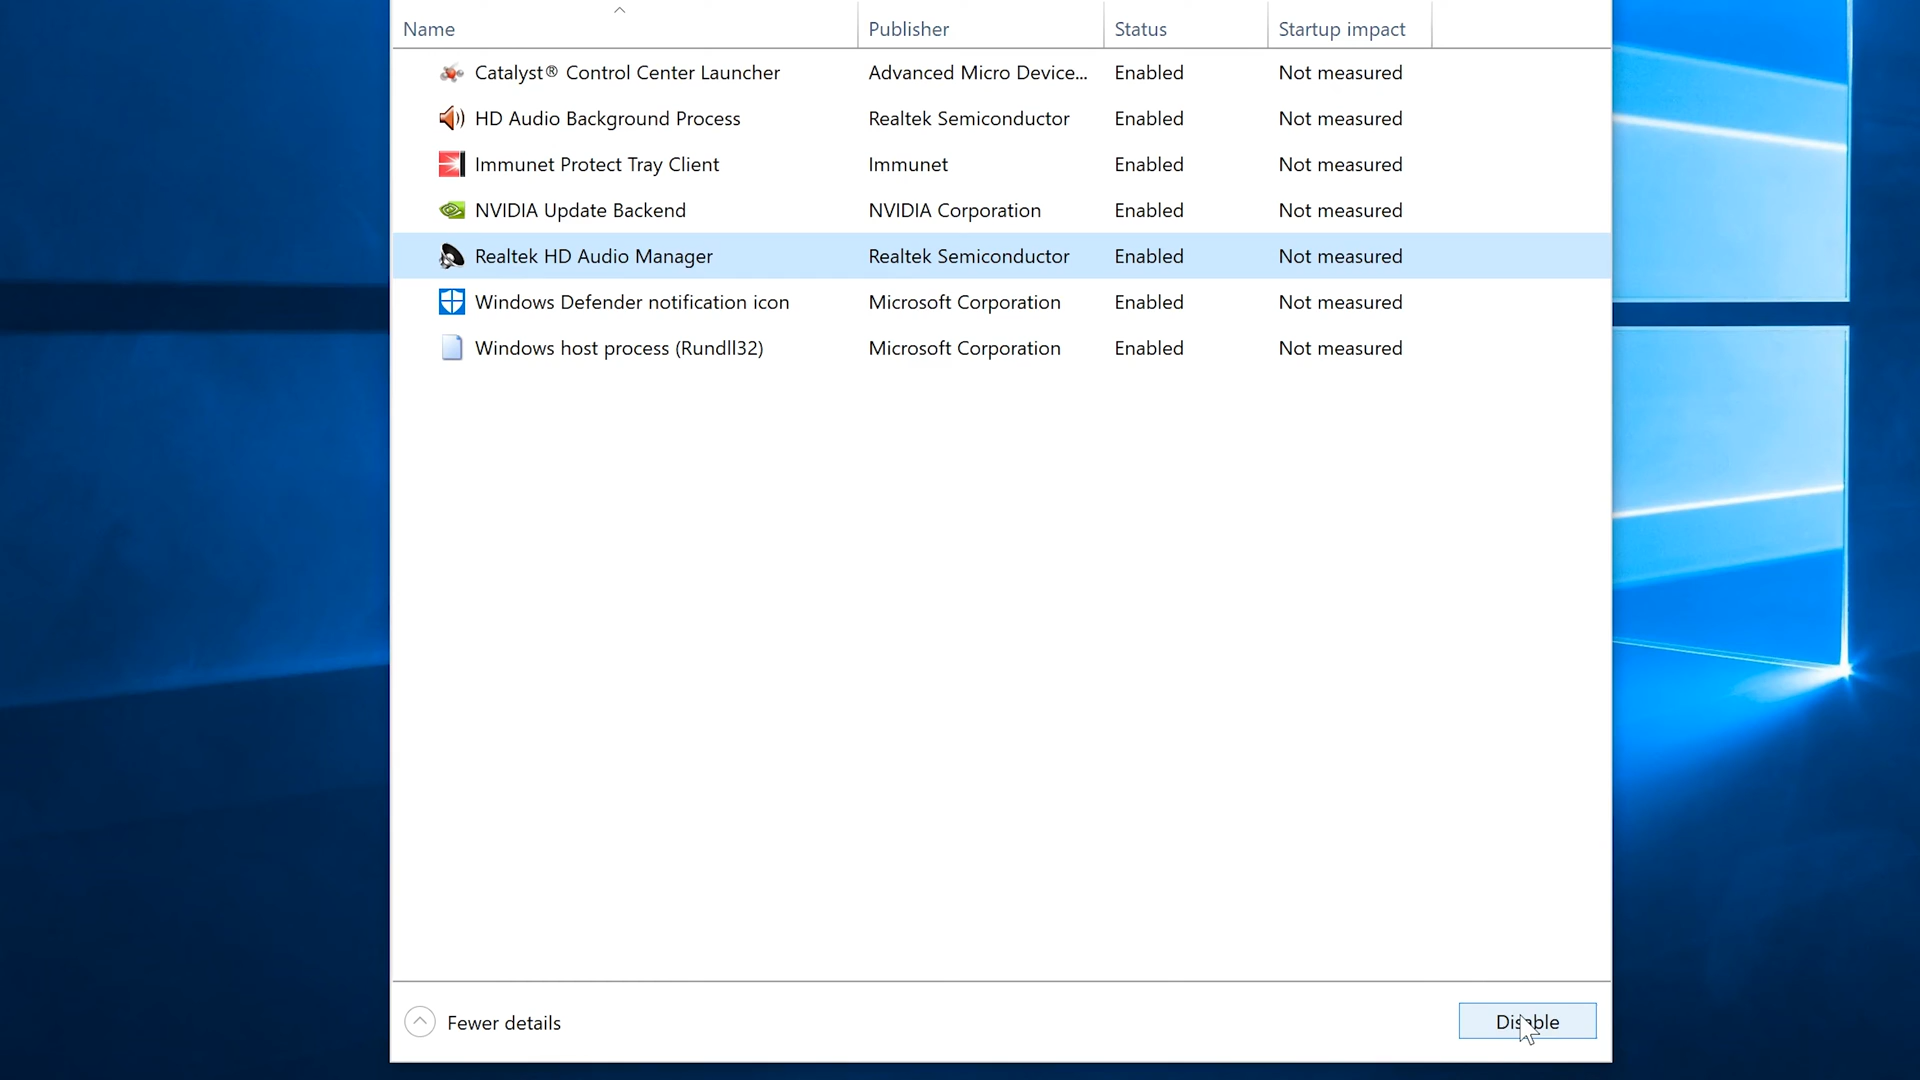 Name Publisher Status Startup impact
Catalyst® Control Center Launcher Advanced Micro Device... Enabled Not measured
HD Audio Background Process Realtek Semiconductor Enabled Not measured
Immunet Protect Tray Client Immunet Enabled Not measured
NVIDIA Update Backend NVIDIA Corporation Enabled Not measured
Realtek HD Audio Manager Realtek Semiconductor Enabled Not measured
Windows Defender notification icon Microsoft Corporation Enabled Not measured
Windows host process (Rundll32) Microsoft Corporation Enabled Not measured
Fewer details Disable